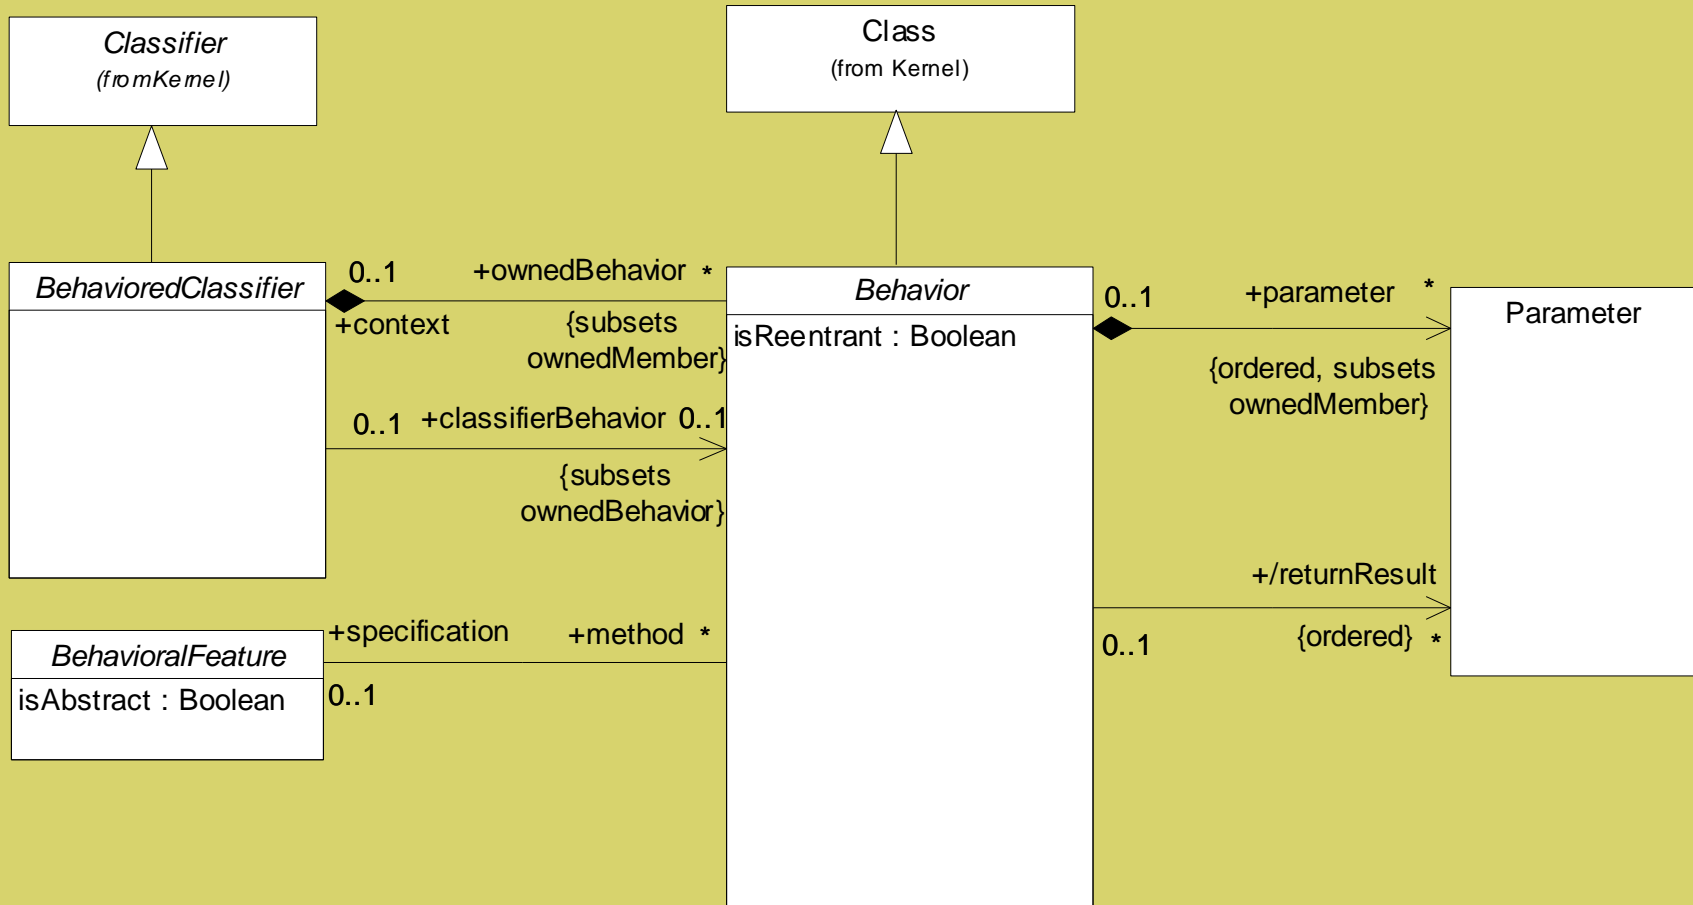 Classifier
(fromKernel)
Class
(from Kernel)
BehavioredClassifier
0..1
+ownedBehavior *
+context
{subsets
ownedMember}
0..1 +classifierBehavior 0..1
{subsets
ownedBehavior}
Behavior
isReentrant : Boolean
0..1
+parameter *
{ordered, subsets
ownedMember}
Parameter
+/returnResult
0..1
{ordered} *
BehavioralFeature
isAbstract : Boolean
+specification
+method *
0..1